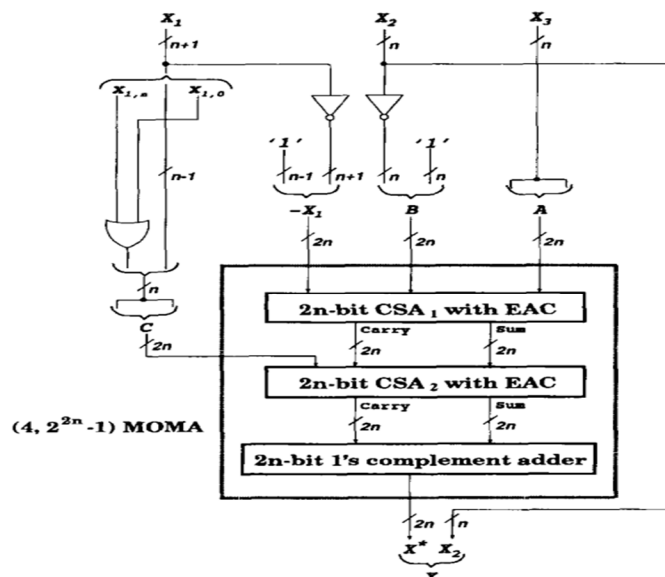 X1 X2 X3
n+1 n n
x1,n x1,0
'1' '1'
n-1 n-1 n+1 n n
-X1 B A
2n 2n 2n
n
2n-bit CSA1 with EAC
C
Carry Sum
2n 2n 2n
2n-bit CSA2 with EAC
Carry Sum
(4, 2^2n -1) MOMA
2n 2n
2n-bit 1's complement adder
2n n
X* X2
X